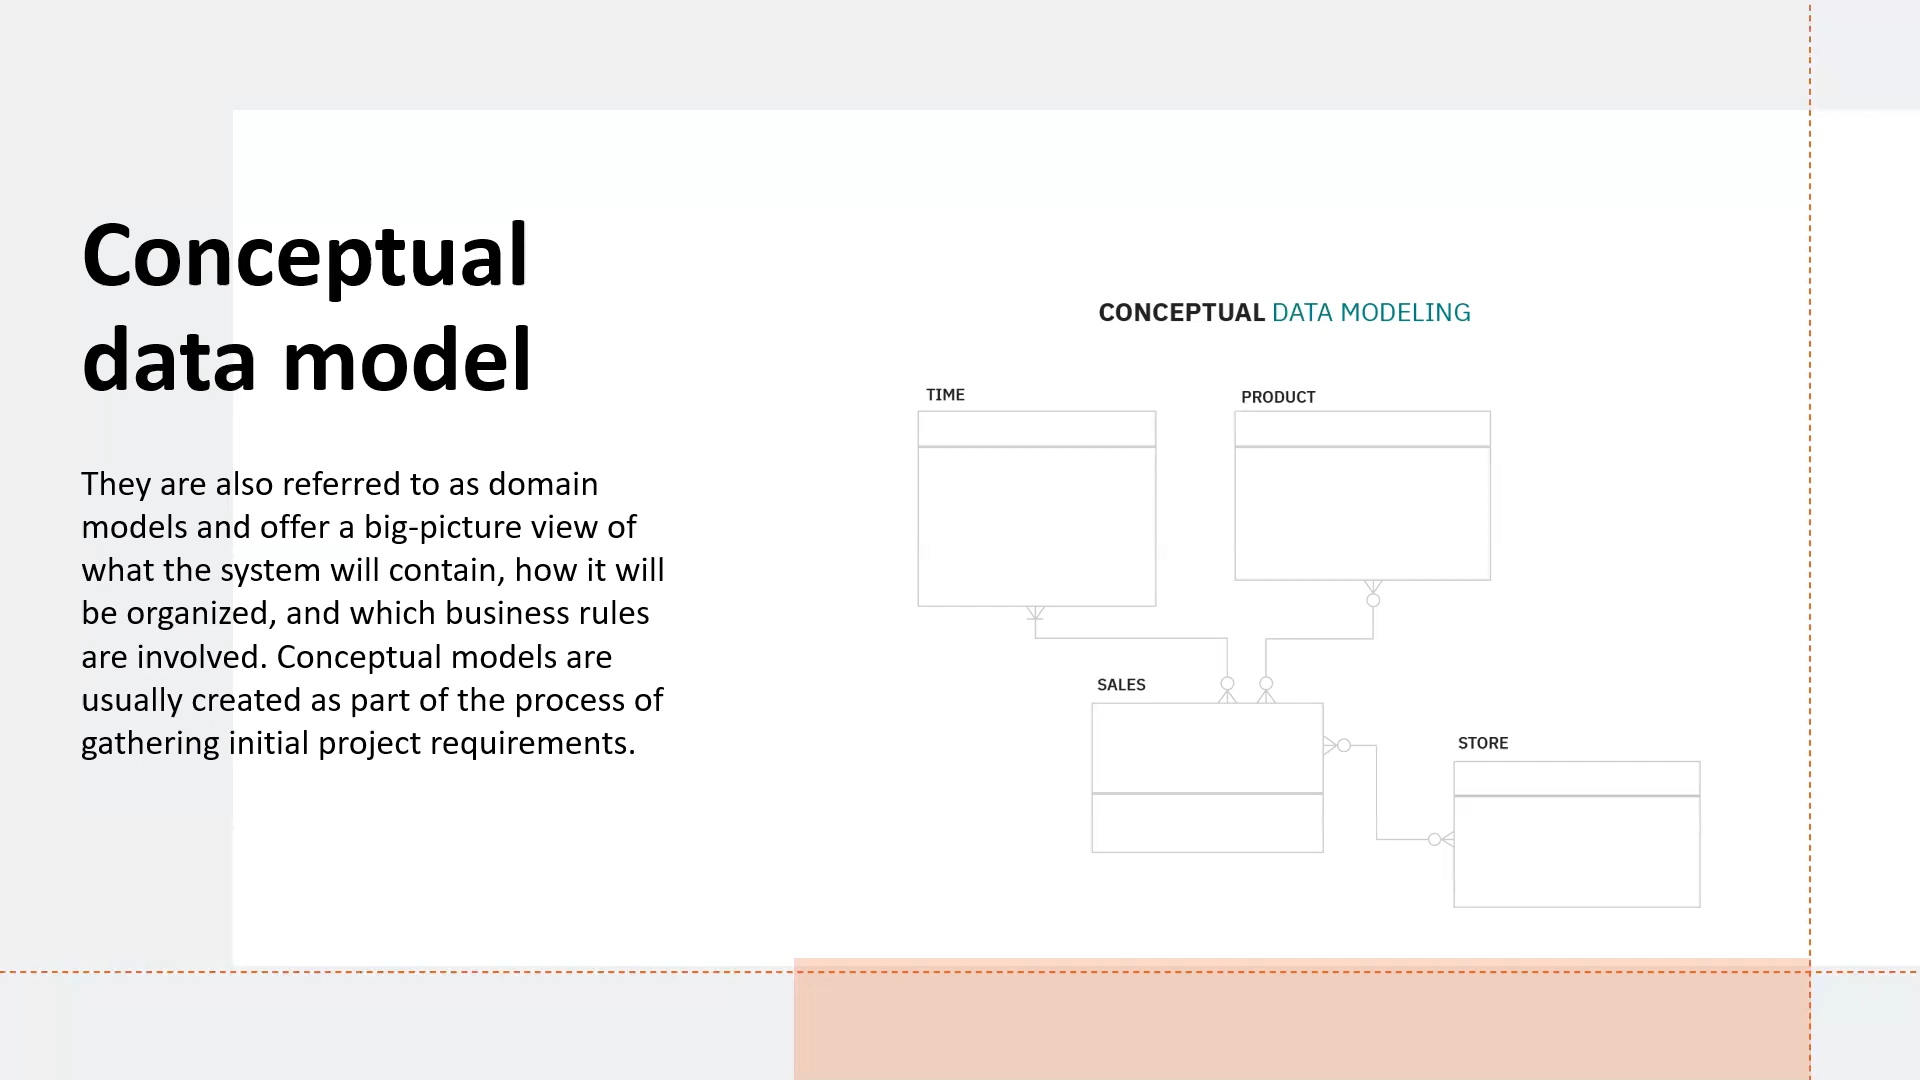 Conceptual
data model
They are also referred to as domain
models and offer a big-picture view of
what the system will contain, how it will
be organized, and which business rules
are involved. Conceptual models are
usually created as part of the process of
gathering initial project requirements.
CONCEPTUAL DATA MODELING
TIME
PRODUCT
SALES
STORE